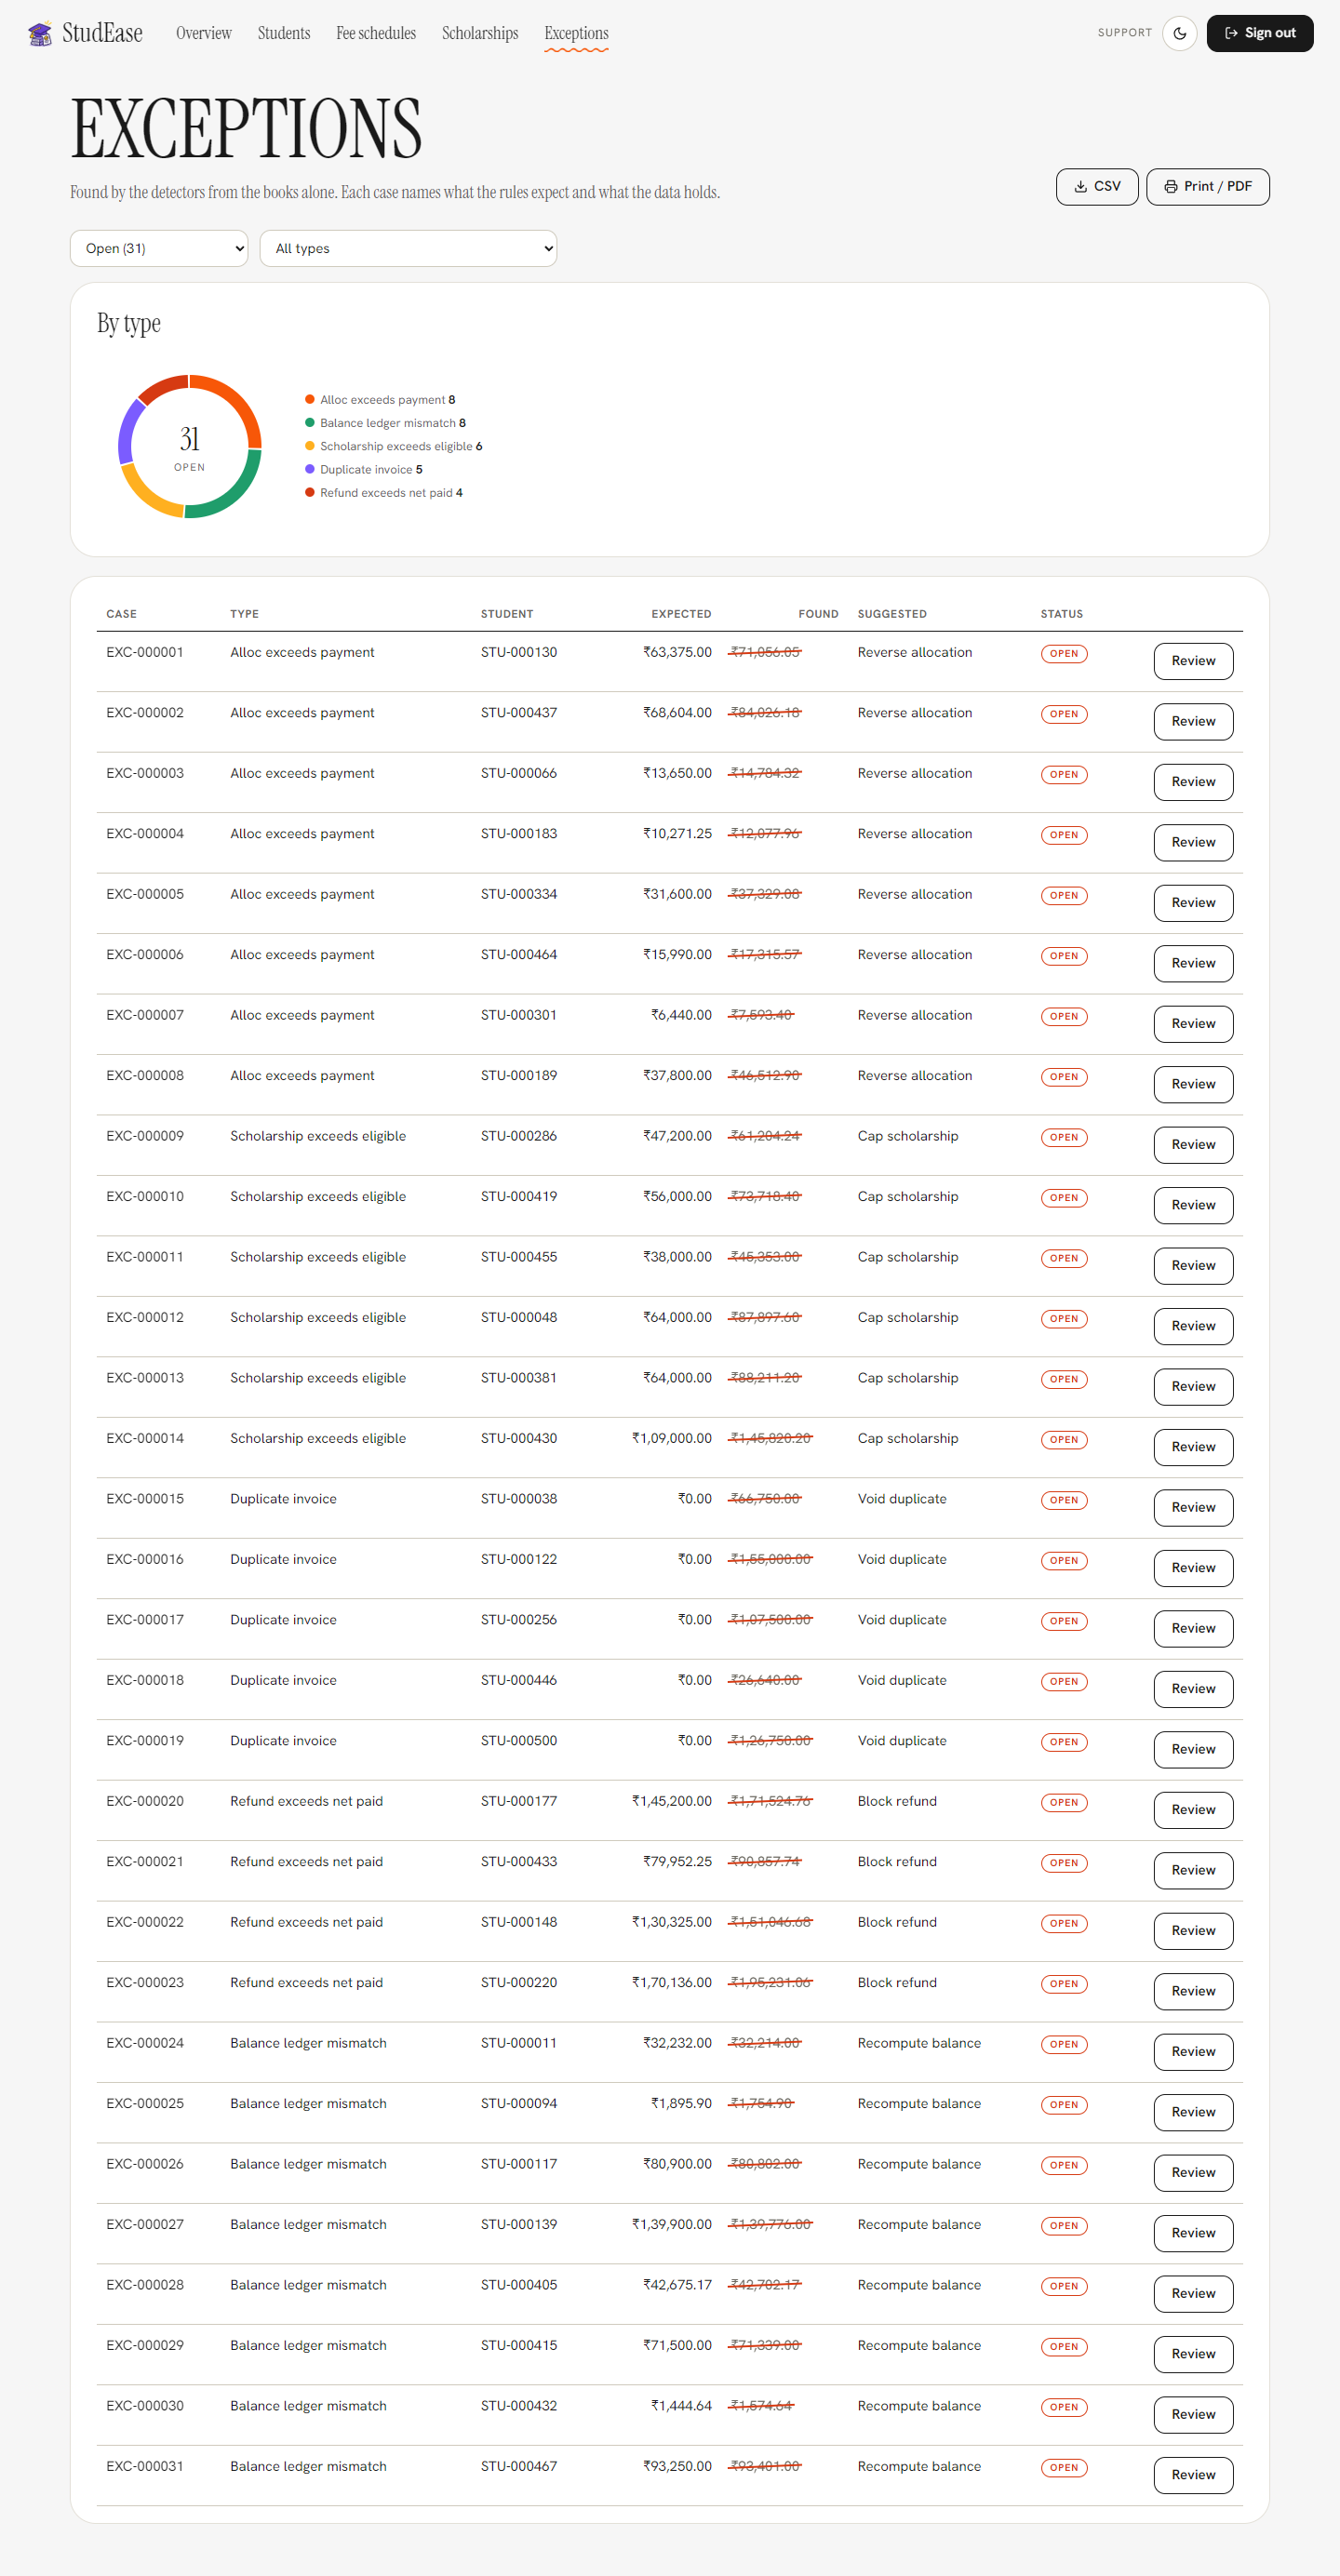 StudEase Overview Students Fee schedules Scholarships Exceptions SUPPORT Sign out
EXCEPTIONS
Found by the detectors from the books alone. Each case names what the rules expect and what the data holds.
CSV Print / PDF
Open (31) All types
By type
31
OPEN
Alloc exceeds payment 8
Balance ledger mismatch 8
Scholarship exceeds eligible 6
Duplicate invoice 5
Refund exceeds net paid 4
CASE TYPE STUDENT EXPECTED FOUND SUGGESTED STATUS
EXC-000001 Alloc exceeds payment STU-000130 ₹63,375.00 ₹71,056.05 Reverse allocation OPEN Review
EXC-000002 Alloc exceeds payment STU-000437 ₹68,604.00 ₹84,026.18 Reverse allocation OPEN Review
EXC-000003 Alloc exceeds payment STU-000066 ₹13,650.00 ₹14,784.32 Reverse allocation OPEN Review
EXC-000004 Alloc exceeds payment STU-000183 ₹10,271.25 ₹12,077.96 Reverse allocation OPEN Review
EXC-000005 Alloc exceeds payment STU-000334 ₹31,600.00 ₹37,329.08 Reverse allocation OPEN Review
EXC-000006 Alloc exceeds payment STU-000464 ₹15,990.00 ₹17,315.57 Reverse allocation OPEN Review
EXC-000007 Alloc exceeds payment STU-000301 ₹6,440.00 ₹7,593.40 Reverse allocation OPEN Review
EXC-000008 Alloc exceeds payment STU-000189 ₹37,800.00 ₹46,512.90 Reverse allocation OPEN Review
EXC-000009 Scholarship exceeds eligible STU-000286 ₹47,200.00 ₹61,204.24 Cap scholarship OPEN Review
EXC-000010 Scholarship exceeds eligible STU-000419 ₹56,000.00 ₹73,718.40 Cap scholarship OPEN Review
EXC-000011 Scholarship exceeds eligible STU-000455 ₹38,000.00 ₹45,353.00 Cap scholarship OPEN Review
EXC-000012 Scholarship exceeds eligible STU-000048 ₹64,000.00 ₹87,897.60 Cap scholarship OPEN Review
EXC-000013 Scholarship exceeds eligible STU-000381 ₹64,000.00 ₹88,211.20 Cap scholarship OPEN Review
EXC-000014 Scholarship exceeds eligible STU-000430 ₹1,09,000.00 ₹1,45,820.20 Cap scholarship OPEN Review
EXC-000015 Duplicate invoice STU-000038 ₹0.00 ₹66,750.00 Void duplicate OPEN Review
EXC-000016 Duplicate invoice STU-000122 ₹0.00 ₹1,55,000.00 Void duplicate OPEN Review
EXC-000017 Duplicate invoice STU-000256 ₹0.00 ₹1,07,500.00 Void duplicate OPEN Review
EXC-000018 Duplicate invoice STU-000446 ₹0.00 ₹26,640.00 Void duplicate OPEN Review
EXC-000019 Duplicate invoice STU-000500 ₹0.00 ₹1,26,750.00 Void duplicate OPEN Review
EXC-000020 Refund exceeds net paid STU-000177 ₹1,45,200.00 ₹1,71,524.76 Block refund OPEN Review
EXC-000021 Refund exceeds net paid STU-000433 ₹79,952.25 ₹90,857.74 Block refund OPEN Review
EXC-000022 Refund exceeds net paid STU-000148 ₹1,30,325.00 ₹1,51,046.68 Block refund OPEN Review
EXC-000023 Refund exceeds net paid STU-000220 ₹1,70,136.00 ₹1,95,231.06 Block refund OPEN Review
EXC-000024 Balance ledger mismatch STU-000011 ₹32,232.00 ₹32,214.00 Recompute balance OPEN Review
EXC-000025 Balance ledger mismatch STU-000094 ₹1,895.90 ₹1,754.90 Recompute balance OPEN Review
EXC-000026 Balance ledger mismatch STU-000117 ₹80,900.00 ₹80,802.00 Recompute balance OPEN Review
EXC-000027 Balance ledger mismatch STU-000139 ₹1,39,900.00 ₹1,39,776.00 Recompute balance OPEN Review
EXC-000028 Balance ledger mismatch STU-000405 ₹42,675.17 ₹42,702.17 Recompute balance OPEN Review
EXC-000029 Balance ledger mismatch STU-000415 ₹71,500.00 ₹71,339.00 Recompute balance OPEN Review
EXC-000030 Balance ledger mismatch STU-000432 ₹1,444.64 ₹1,574.64 Recompute balance OPEN Review
EXC-000031 Balance ledger mismatch STU-000467 ₹93,250.00 ₹93,401.00 Recompute balance OPEN Review